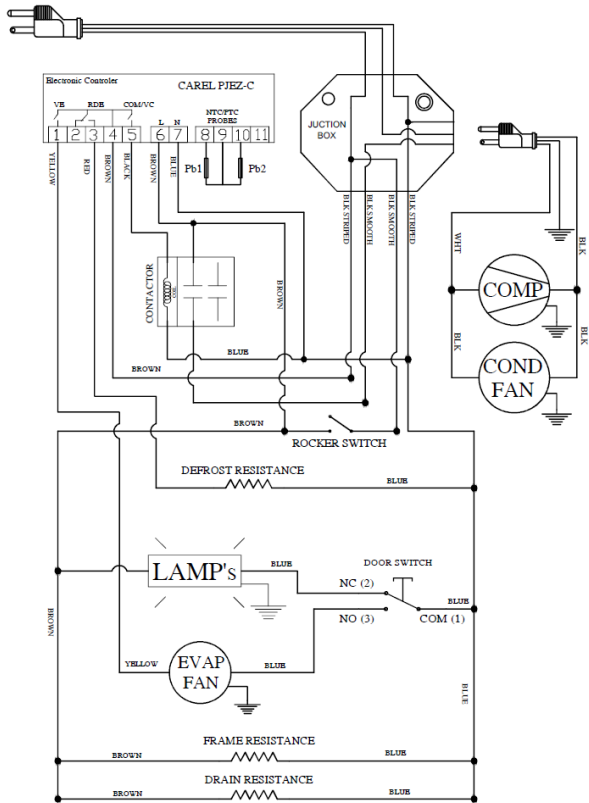 Electronic Controler
CAREL PJEZ-C
VE
RDE
COM/VC
L
N
NTC/PTC
PROBES
1
2
3
4
5
6
7
8
9
10
11
Pb1
Pb2
JUCTION
BOX
YELLOW
RED
BROWN
BLACK
BROWN
BLUE
BLK STRIPED
BLK SMOOTH
BLK SMOOTH
BLK STRIPED
WHT
BLK
CONTACTOR
BROWN
COMP
BLUE
BLK
BLK
BROWN
COND
FAN
BROWN
ROCKER SWITCH
DEFROST RESISTANCE
BLUE
LAMP's
BLUE
DOOR SWITCH
NC (2)
BLUE
NO (3)
COM (1)
BROWN
YELLOW
EVAP
FAN
BLUE
BLUE
FRAME RESISTANCE
BROWN
BLUE
DRAIN RESISTANCE
BROWN
BLUE